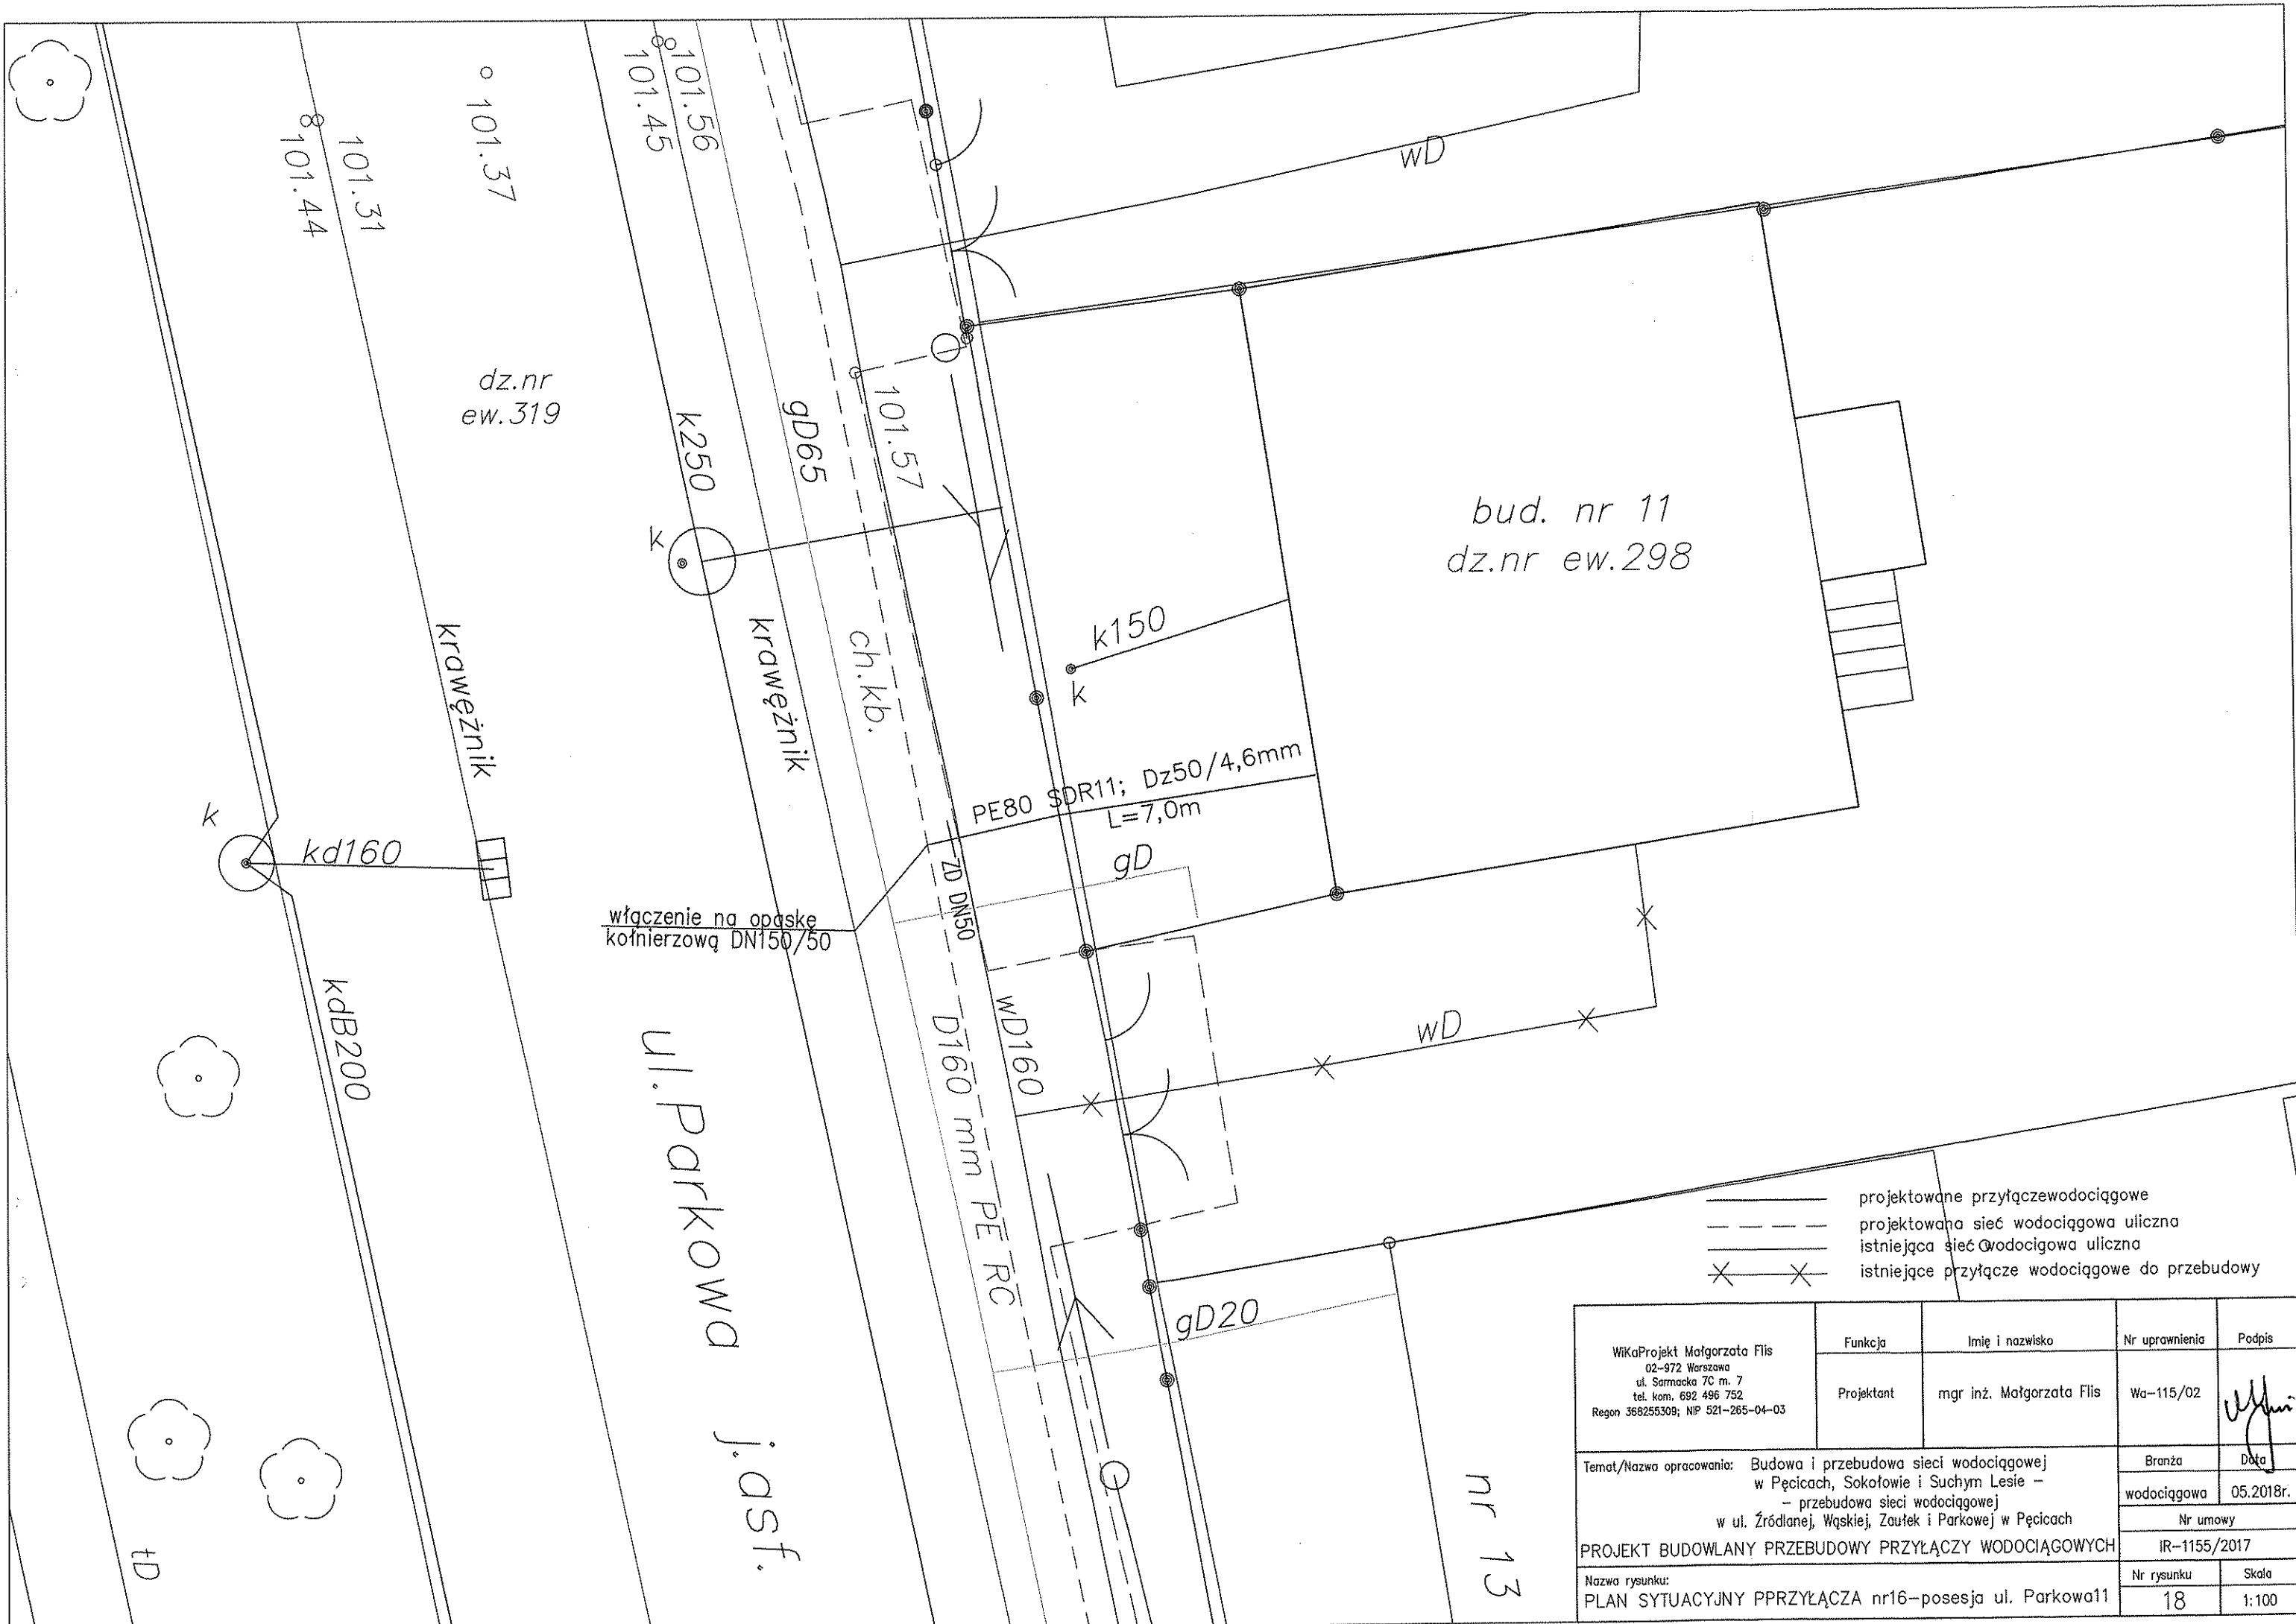 101.56
101.45
101.37
101.31
101.44
wD
dz.nr
ew.319
k250
gD65
101.57
bud. nr 11
dz.nr ew.298
k
k150
k
krawężnik
krawężnik
ch.kb.
PE80 SDR11; Dz50/4,6mm
L=7,0m
gD
k
kd160
ZD DN50
włączenie na opaskę
kołnierzową DN150/50
kdB200
wD160
wD
D160 mm PE RC
ul.Parkowa j.asf.
gD20
nr 13
tD
projektowane przyłączewodociągowe
projektowana sieć wodociągowa uliczna
istniejąca sieć wodocigowa uliczna
istniejące przyłącze wodociągowe do przebudowy
WiKaProjekt Małgorzata Flis
02-972 Warszawa
ul. Sarmacka 7C m. 7
tel. kom. 692 496 752
Regon 368255309; NIP 521-265-04-03
Funkcja
Imię i nazwisko
Nr uprawnienia
Podpis
Projektant
mgr inż. Małgorzata Flis
Wa-115/02
Temat/Nazwa opracowania: Budowa i przebudowa sieci wodociągowej
w Pęcicach, Sokołowie i Suchym Lesie -
- przebudowa sieci wodociągowej
w ul. Źródlanej, Wąskiej, Zaułek i Parkowej w Pęcicach
PROJEKT BUDOWLANY PRZEBUDOWY PRZYŁĄCZY WODOCIĄGOWYCH
Branża
Data
wodociągowa
05.2018r.
Nr umowy
IR-1155/2017
Nazwa rysunku:
PLAN SYTUACYJNY PPRZYŁĄCZA nr16-posesja ul. Parkowa11
Nr rysunku
Skala
18
1:100